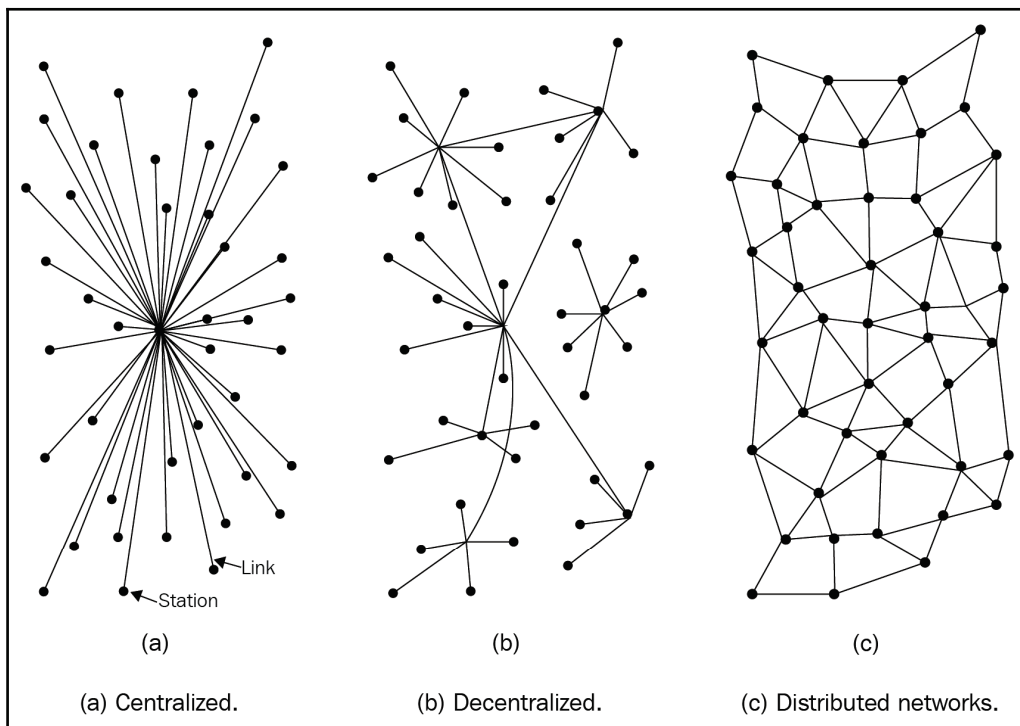 Link
Station
(a)
(b)
(c)
(a) Centralized.
(b) Decentralized.
(c) Distributed networks.